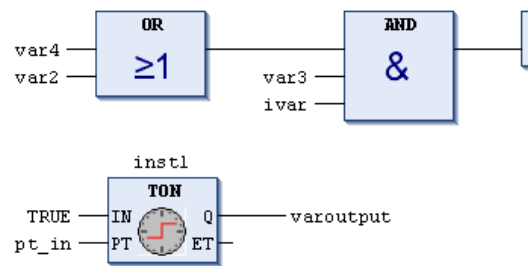 OR
AND
var4
var2
≥1
var3
ivar
&
inst1
TON
TRUE
IN
Q
varoutput
pt_in
PT
ET